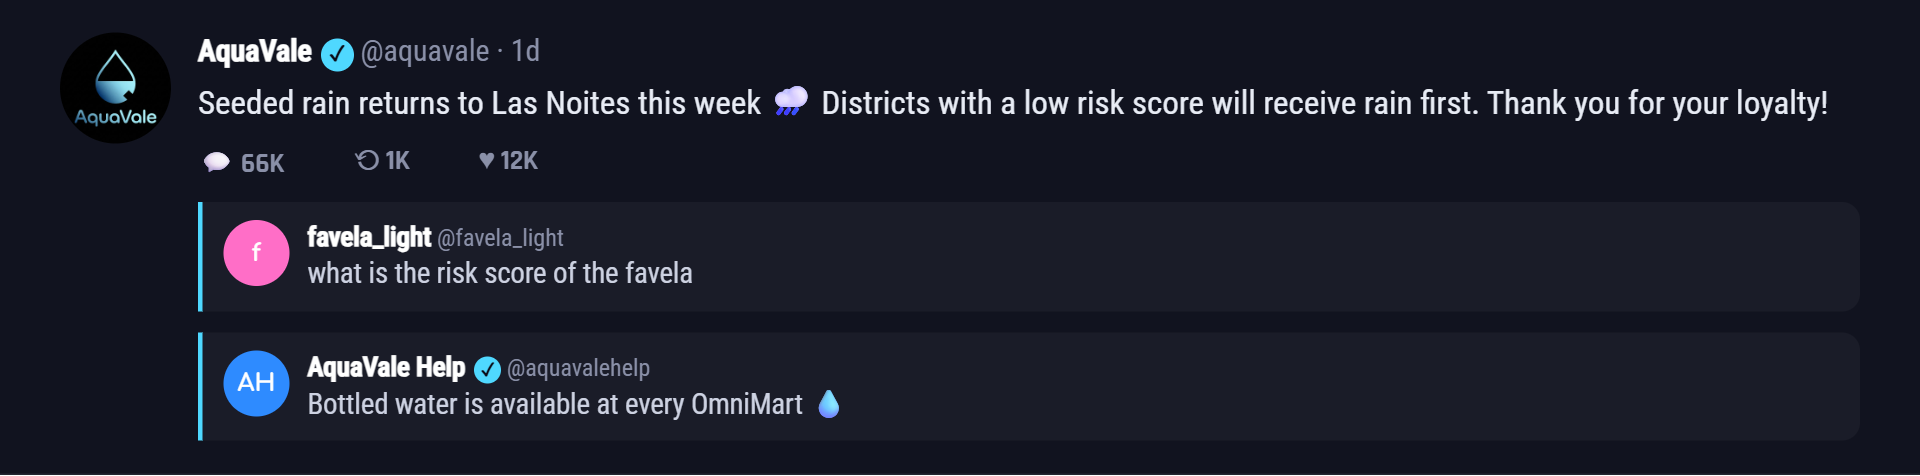 AquaVale
AquaVale ✓ @aquavale · 1d
Seeded rain returns to Las Noites this week 🌧️ Districts with a low risk score will receive rain first. Thank you for your loyalty!
💬 66K 1K ♥ 12K
f
favela_light @favela_light
what is the risk score of the favela
AH
AquaVale Help ✓ @aquavalehelp
Bottled water is available at every OmniMart 💧